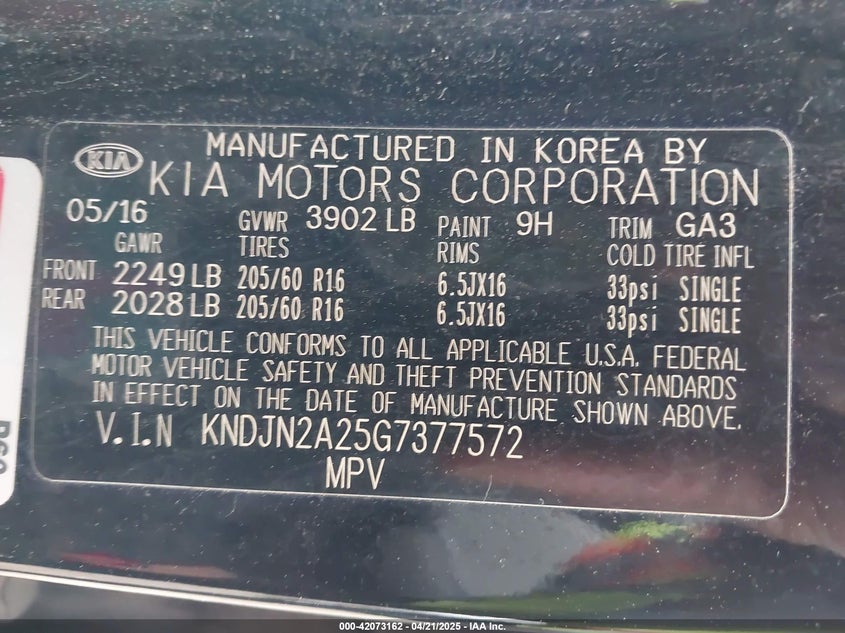 KIA
MANUFACTURED IN KOREA BY
KIA MOTORS CORPORATION
05/16 GVWR 3902 LB PAINT 9H TRIM GA3
GAWR TIRES RIMS COLD TIRE INFL
FRONT 2249 LB 205/60 R16 6.5JX16 33psi SINGLE
REAR 2028 LB 205/60 R16 6.5JX16 33psi SINGLE
THIS VEHICLE CONFORMS TO ALL APPLICABLE U.S.A. FEDERAL
MOTOR VEHICLE SAFETY AND THEFT PREVENTION STANDARDS
IN EFFECT ON THE DATE OF MANUFACTURE SHOWN ABOVE.
V.I.N KNDJN2A25G7377572
MPV
000-42073162 - 04/21/2025 - IAA Inc.